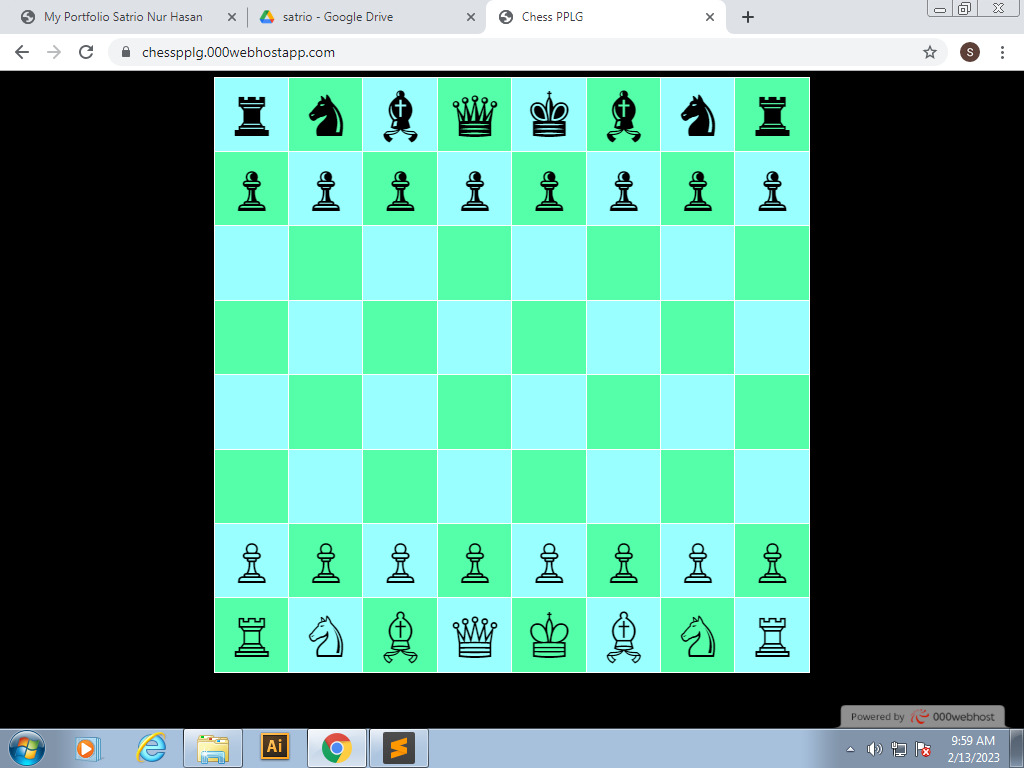 My Portfolio Satrio Nur Hasan
satrio - Google Drive
Chess PPLG
chesspplg.000webhostapp.com
S
Powered by 000webhost
Ai
9:59 AM
2/13/2023